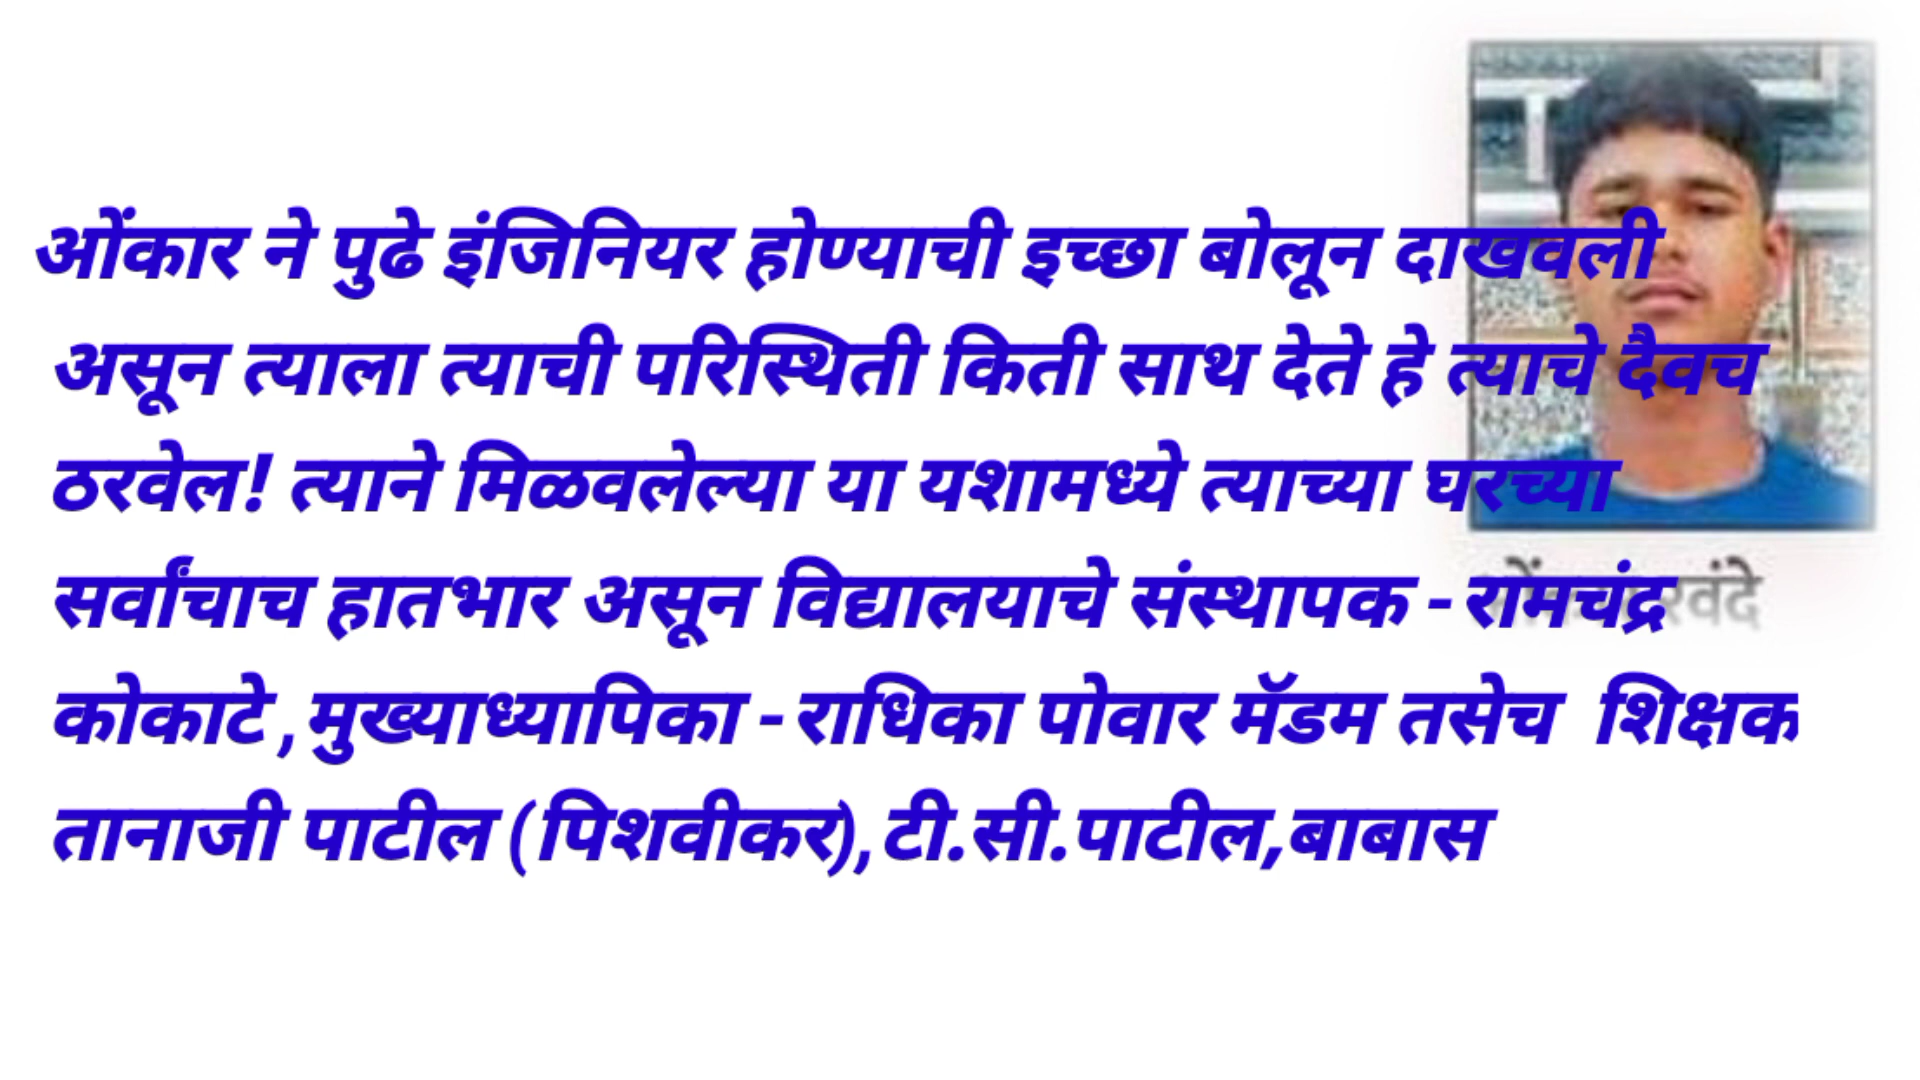 ओंकार ने पुढे इंजिनियर होण्याची इच्छा बोलून दाखवली
असून त्याला त्याची परिस्थिती किती साथ देते हे त्याचे दैवच
ठरवेल! त्याने मिळवलेल्या या यशामध्ये त्याच्या घरच्या
सर्वांचाच हातभार असून विद्यालयाचे संस्थापक - रामचंद्र
कोकाटे , मुख्याध्यापिका - राधिका पोवार मॅडम तसेच शिक्षक
तानाजी पाटील (पिशवीकर), टी.सी.पाटील,बाबास